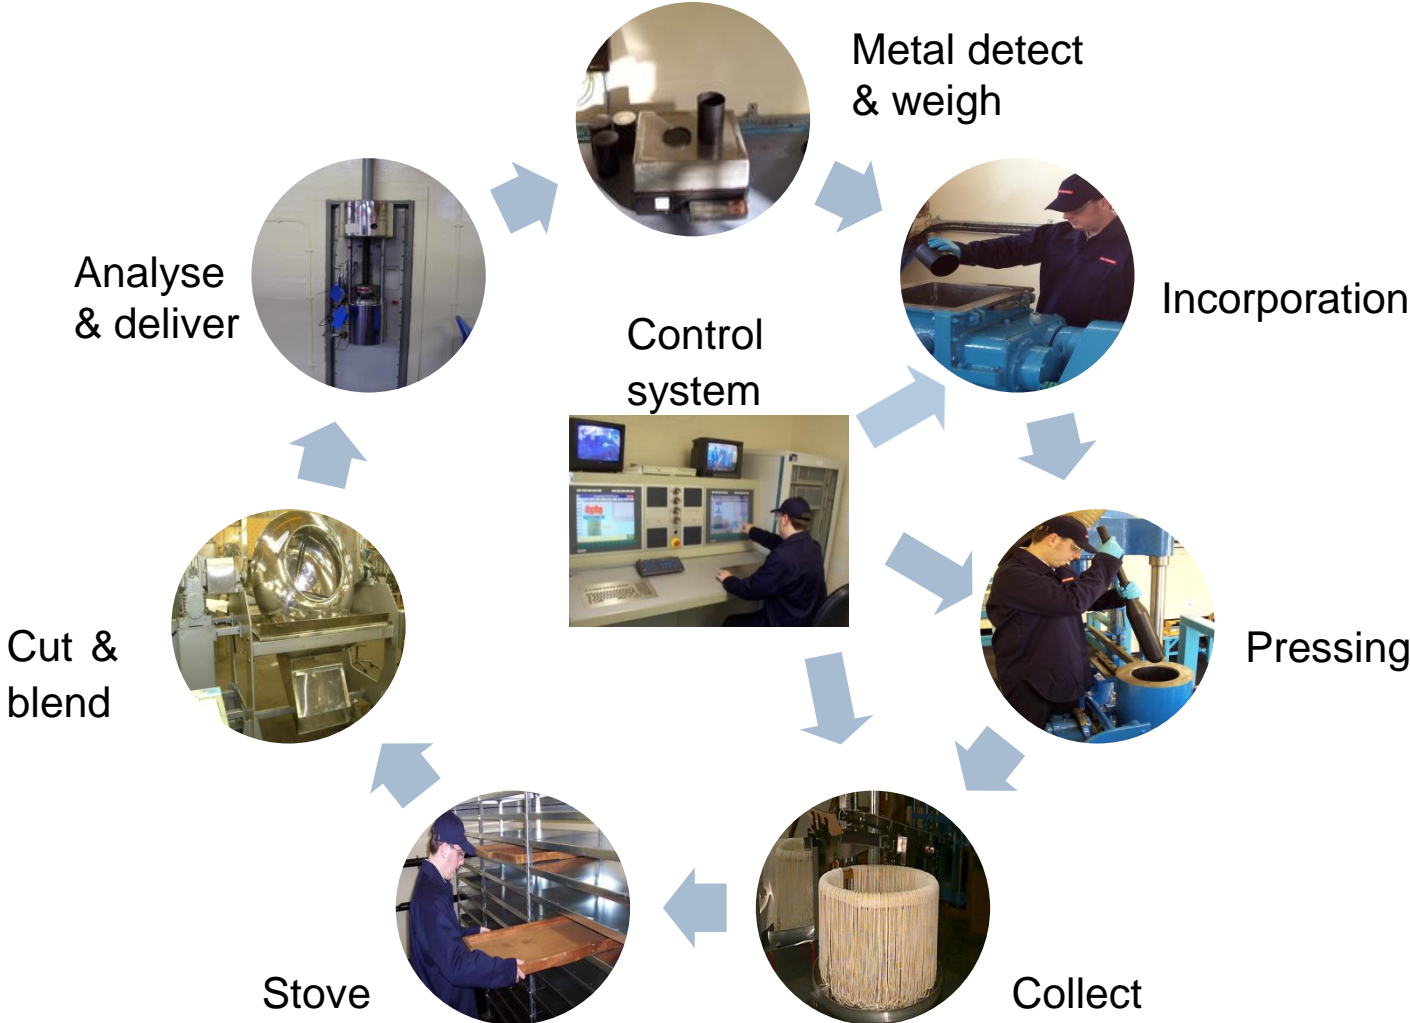 Metal detect
& weigh
Incorporation
Pressing
Collect
Stove
Cut &
blend
Analyse
& deliver
Control
system